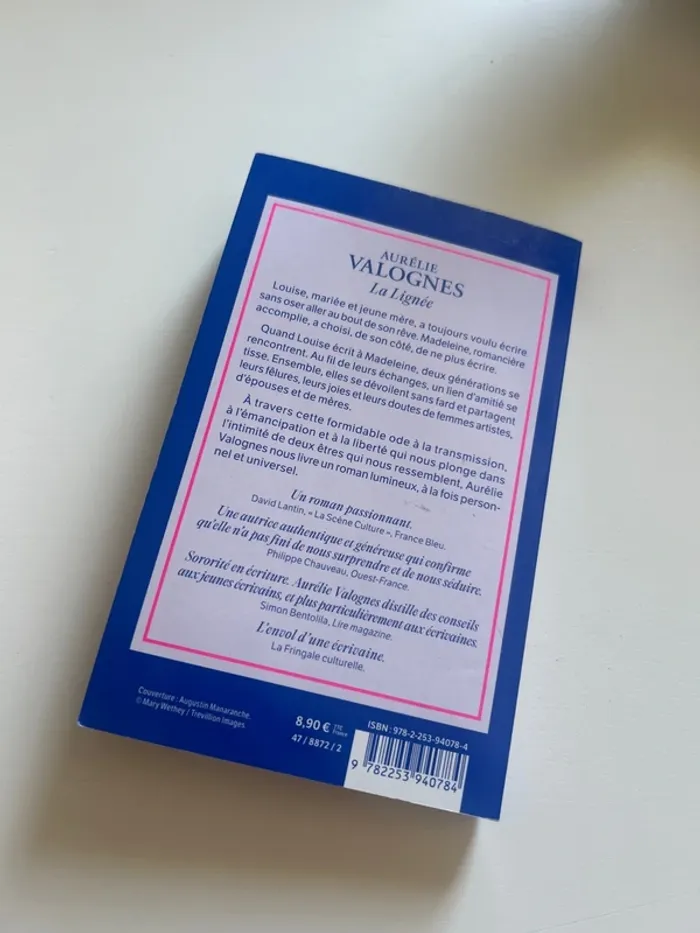 AURÉLIE
VALOGNES
La Lignée
Louise, mariée et jeune mère, a toujours voulu écrire
sans oser aller au bout de son rêve. Madeleine, romancière
accomplie, a choisi, de son côté, de ne plus écrire.
Quand Louise écrit à Madeleine, deux générations se
rencontrent. Au fil de leurs échanges, un lien d'amitié se
tisse. Ensemble, elles se dévoilent sans fard et partagent
leurs fêlures, leurs joies et leurs doutes de femmes artistes,
d'épouses et de mères.
À travers cette formidable ode à la transmission,
à l'émancipation et à la liberté qui nous plonge dans
l'intimité de deux êtres qui nous ressemblent, Aurélie
Valognes nous livre un roman lumineux, à la fois person-
nel et universel.
Un roman passionnant.
David Lantin, « La Scène Culture », France Bleu.
Une autrice authentique et généreuse qui confirme
qu'elle n'a pas fini de nous surprendre et de nous séduire.
Philippe Chauveau, Ouest-France.
Sororité en écriture. Aurélie Valognes distille des conseils
aux jeunes écrivains, et plus particulièrement aux écrivaines.
Simon Bentolila, Lire magazine.
L'envol d'une écrivaine.
La Fringale culturelle.
Couverture : Augustin Manaranche.
© Mary Wethey / Trevillion Images.
8,90 € TTC
France
47 / 8872 / 2
ISBN : 978-2-253-94078-4
9 782253 940784